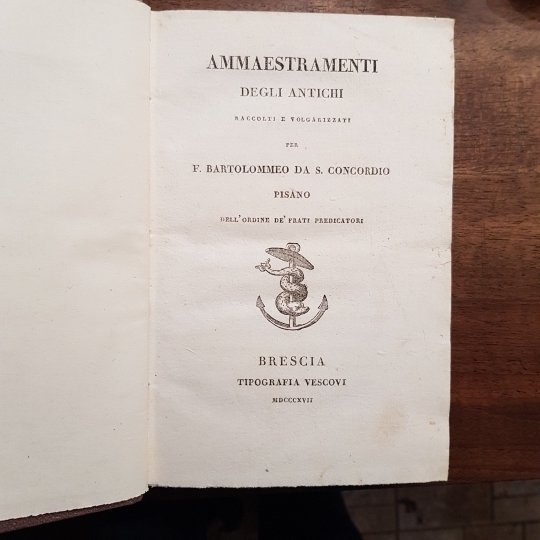 AMMAESTRAMENTI
DEGLI ANTICHI
RACCOLTI E VOLGARIZZATI
PER
F. BARTOLOMMEO DA S. CONCORDIO
PISANO
DELL'ORDINE DE' FRATI PREDICATORI
BRESCIA
TIPOGRAFIA VESCOVI
MDCCCXVII